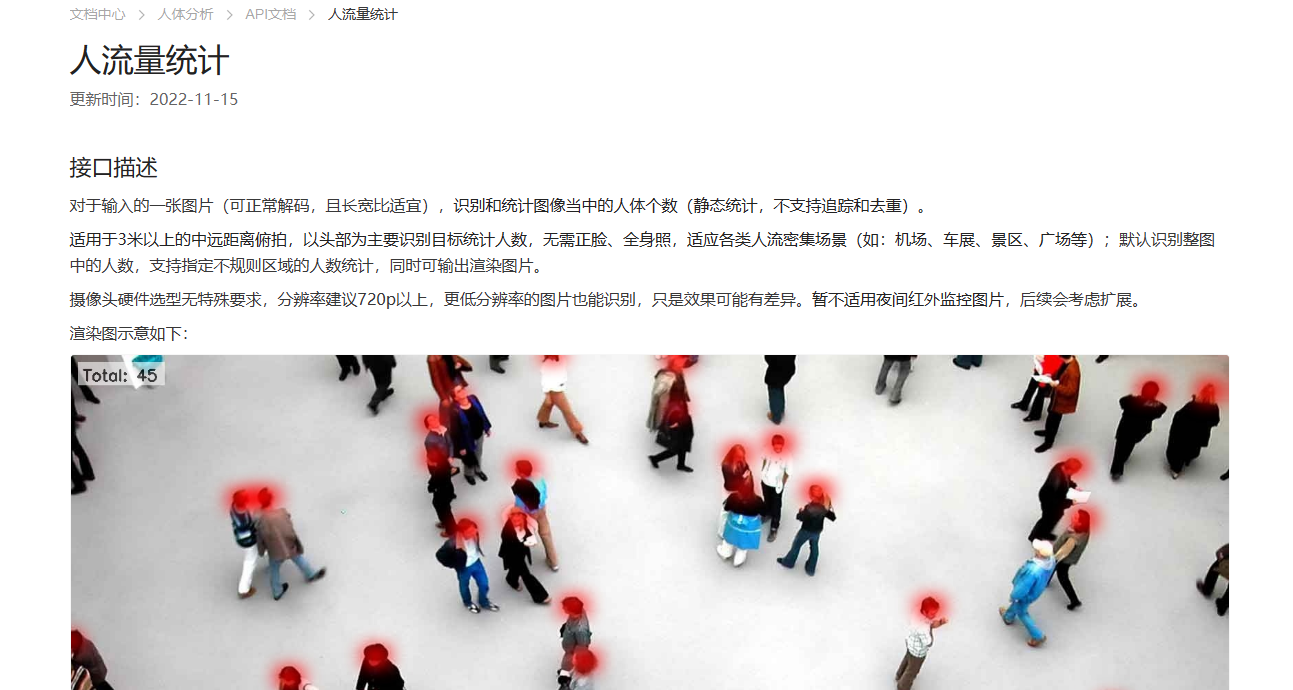 文档中心 > 人体分析 > API文档 > 人流量统计
人流量统计
更新时间：2022-11-15
接口描述
对于输入的一张图片（可正常解码，且长宽比适宜），识别和统计图像当中的人体个数（静态统计，不支持追踪和去重）。
适用于3米以上的中远距离俯拍，以头部为主要识别目标统计人数，无需正脸、全身照，适应各类人流密集场景（如：机场、车展、景区、广场等）；默认识别整图
中的人数，支持指定不规则区域的人数统计，同时可输出渲染图片。
摄像头硬件选型无特殊要求，分辨率建议720p以上，更低分辨率的图片也能识别，只是效果可能有差异。暂不适用夜间红外监控图片，后续会考虑扩展。
渲染图示意如下：
Total: 45